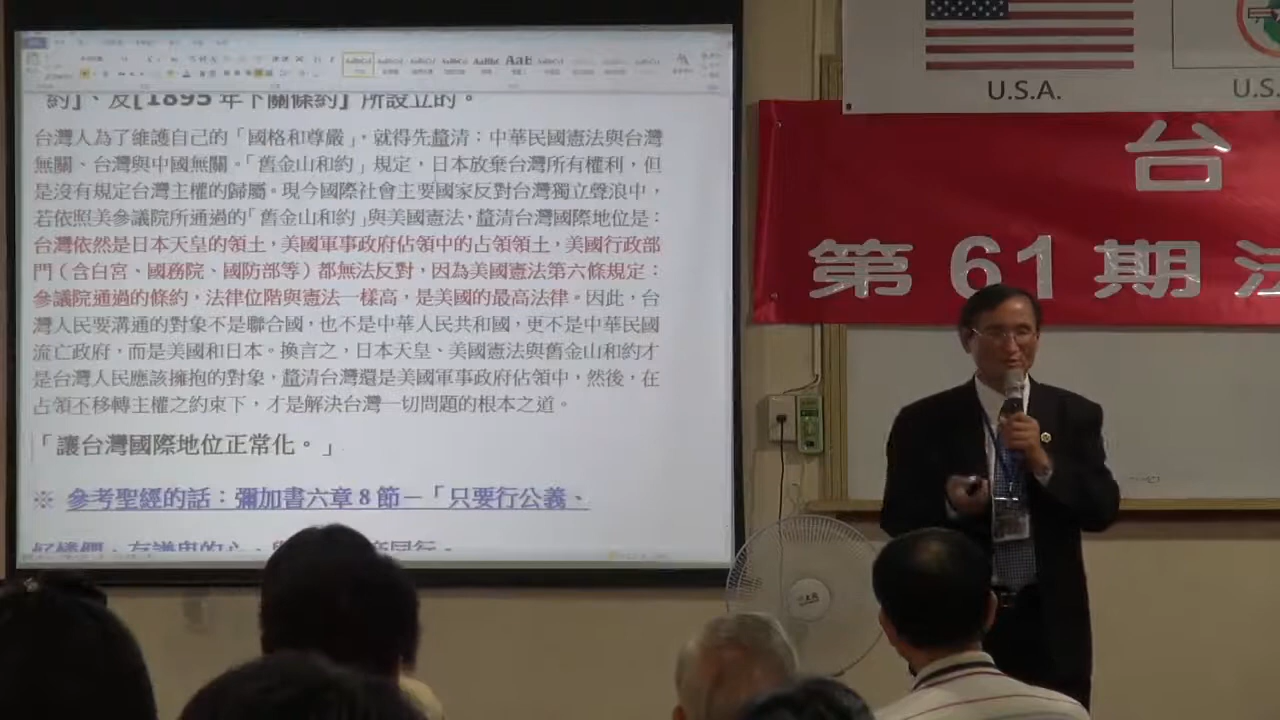 約」、及[1895 年下關條約] 所設立的。
台灣人為了維護自己的「國格和尊嚴」，就得先釐清：中華民國憲法與台灣
無關、台灣與中國無關。「舊金山和約」規定，日本放棄台灣所有權利，但
是沒有規定台灣主權的歸屬。現今國際社會主要國家反對台灣獨立聲浪中，
若依照美參議院所通過的「舊金山和約」與美國憲法，釐清台灣國際地位是：
台灣依然是日本天皇的領土，美國軍事政府佔領中的占領領土，美國行政部
門（含白宮、國務院、國防部等）都無法反對，因為美國憲法第六條規定：
參議院通過的條約，法律位階與憲法一樣高，是美國的最高法律。因此，台
灣人民要溝通的對象不是聯合國，也不是中華人民共和國，更不是中華民國
流亡政府，而是美國和日本。換言之，日本天皇、美國憲法與舊金山和約才
是台灣人民應該擁抱的對象，釐清台灣還是美國軍事政府佔領中，然後，在
占領不移轉主權之約束下，才是解決台灣一切問題的根本之道。
「讓台灣國際地位正常化。」
※ 參考聖經的話：彌加書六章 8 節－「只要行公義、
好憐憫、存謙卑的心、與
同行。
U.S.A.
U.S.
台
第 61 期 法